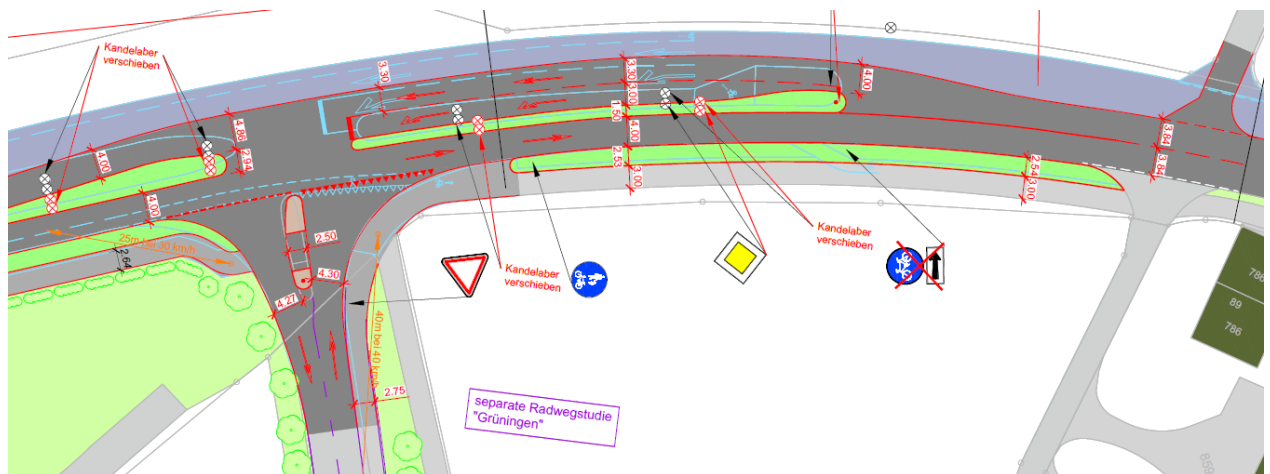 Kandelaber
verschieben
3.30
3.30
3.00
1.50
4.00
2.53
3.00
4.00
4.86
2.94
4.00
4.00
3.84
3.84
2.54
3.00
25m bei 30 km/h
2.64
2.50
4.30
4.27
40m bei 40 km/h
2.75
Kandelaber
verschieben
Kandelaber
verschieben
separate Radwegstudie
"Grüningen"
786
89
786
859